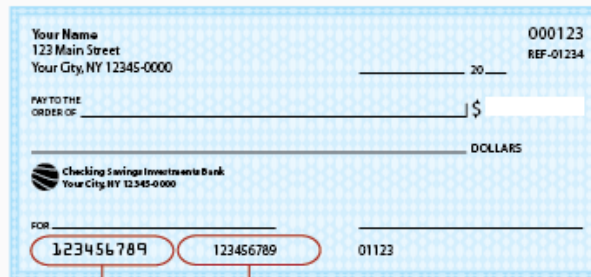 Your Name 000123
123 Main Street REF-01234
Your City, NY 12345-0000
20
PAY TO THE
ORDER OF $
DOLLARS
Checking Savings Investments Bank
Your City, NY 12345-0000
FOR
123456789 123456789 01123